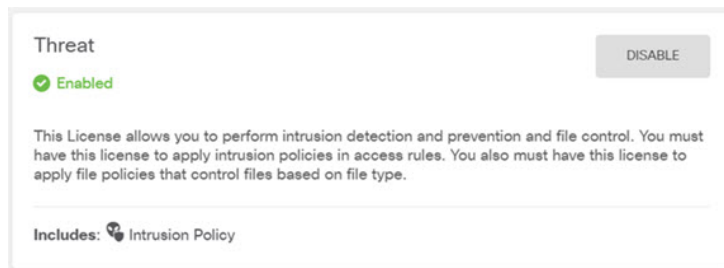 Threat
DISABLE
Enabled
This License allows you to perform intrusion detection and prevention and file control. You must
have this license to apply intrusion policies in access rules. You also must have this license to
apply file policies that control files based on file type.
Includes: Intrusion Policy